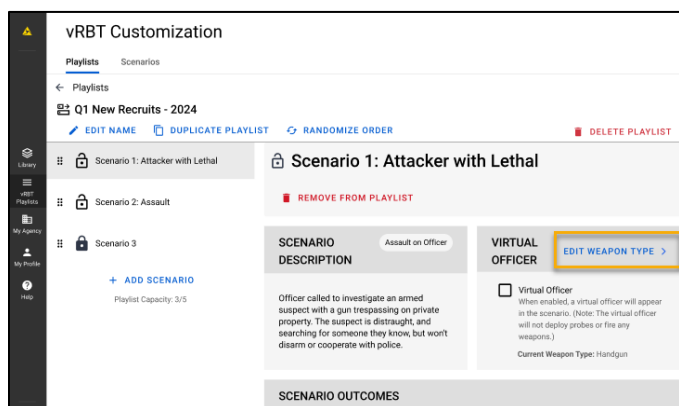 vRBT Customization
Playlists Scenarios
Playlists
Q1 New Recruits - 2024
EDIT NAME DUPLICATE PLAYLIST RANDOMIZE ORDER DELETE PLAYLIST
Library
vRBT
Playlists
My Agency
My Profile
Help
Scenario 1: Attacker with Lethal
Scenario 2: Assault
Scenario 3
+ ADD SCENARIO
Playlist Capacity: 3/5
Scenario 1: Attacker with Lethal
REMOVE FROM PLAYLIST
SCENARIO
DESCRIPTION
Assault on Officer
Officer called to investigate an armed
suspect with a gun trespassing on private
property. The suspect is distraught, and
searching for someone they know, but won't
disarm or cooperate with police.
VIRTUAL
OFFICER
EDIT WEAPON TYPE >
Virtual Officer
When enabled, a virtual officer will appear
in the scenario. (Note: The virtual officer
will not deploy probes or fire any
weapons.)
Current Weapon Type: Handgun
SCENARIO OUTCOMES